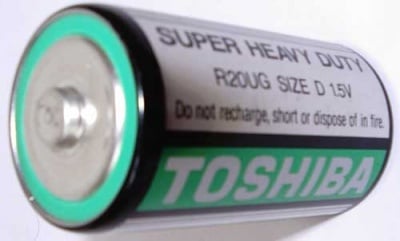 SUPER HEAVY DUTY
R20UG SIZE D 1.5V
Do not recharge, short or dispose of in fire.
TOSHIBA